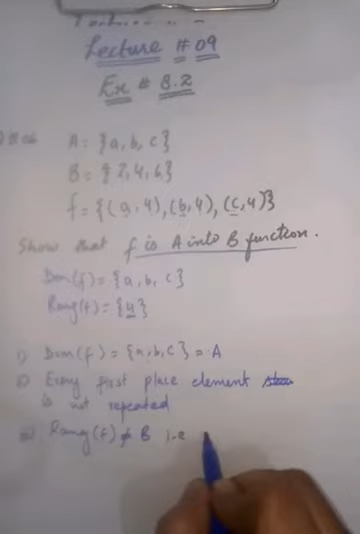 Lecture # 09
Ex # 8.2
A = {a, b, c}
B = {2, 4, 6}
f = {(a, 4), (b, 4), (c, 4)}
Show that f is A into B function.
Dom(f) = {a, b, c}
Rang(f) = {4}
i) Dom(f) = {a, b, c} = A
ii) Every first place element
is not repeated
iii) Rang(f) ≠ B i.e